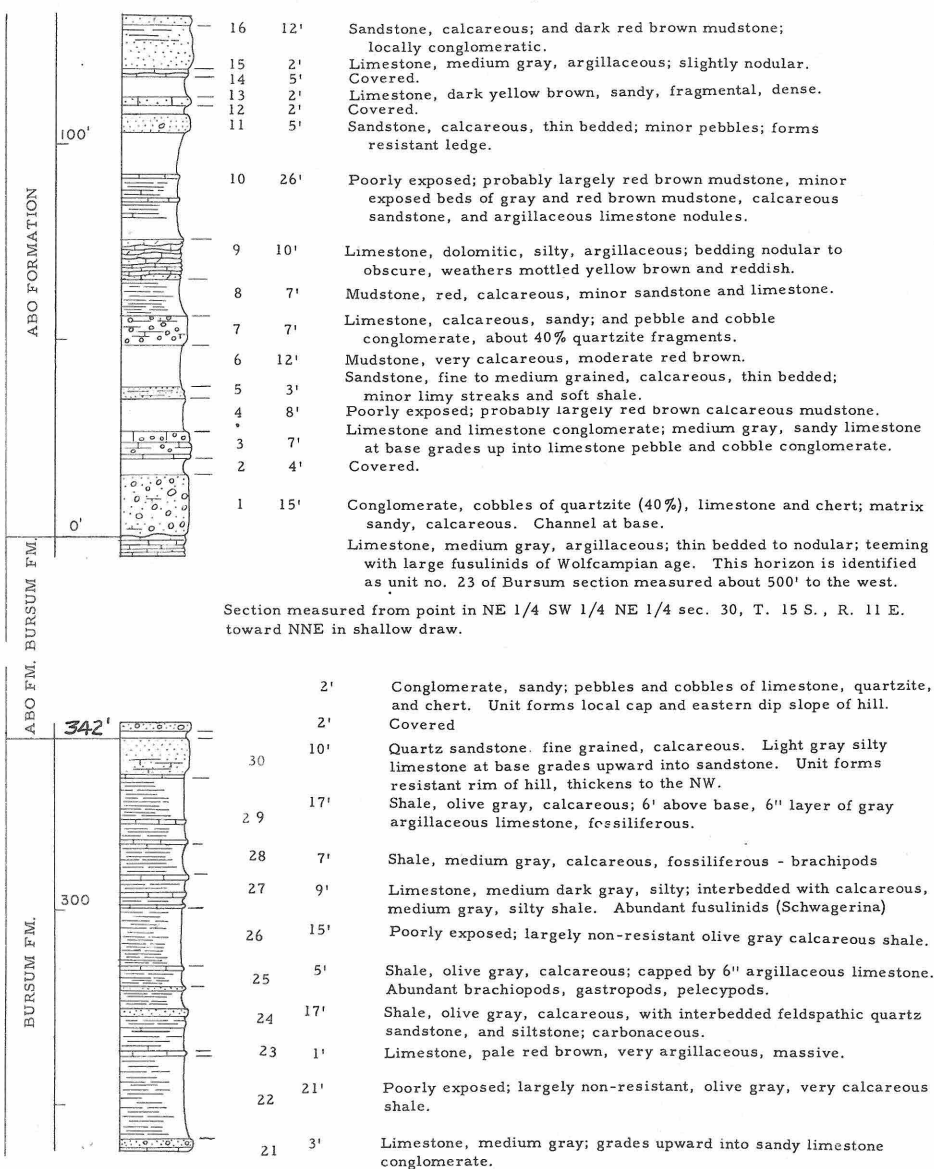 16 12' Sandstone, calcareous; and dark red brown mudstone;
locally conglomeratic.
15 2' Limestone, medium gray, argillaceous; slightly nodular.
14 5' Covered.
13 2' Limestone, dark yellow brown, sandy, fragmental, dense.
12 2' Covered.
11 5' Sandstone, calcareous, thin bedded; minor pebbles; forms
resistant ledge.
100'
10 26' Poorly exposed; probably largely red brown mudstone, minor
exposed beds of gray and red brown mudstone, calcareous
sandstone, and argillaceous limestone nodules.
ABO FORMATION
9 10' Limestone, dolomitic, silty, argillaceous; bedding nodular to
obscure, weathers mottled yellow brown and reddish.
8 7' Mudstone, red, calcareous, minor sandstone and limestone.
7 7' Limestone, calcareous, sandy; and pebble and cobble
conglomerate, about 40% quartzite fragments.
6 12' Mudstone, very calcareous, moderate red brown.
5 3' Sandstone, fine to medium grained, calcareous, thin bedded;
minor limy streaks and soft shale.
4 8' Poorly exposed; probably largely red brown calcareous mudstone.
3 7' Limestone and limestone conglomerate; medium gray, sandy limestone
at base grades up into limestone pebble and cobble conglomerate.
2 4' Covered.
1 15' Conglomerate, cobbles of quartzite (40%), limestone and chert; matrix
sandy, calcareous. Channel at base.
0'
BURSUM FM.
Limestone, medium gray, argillaceous; thin bedded to nodular; teeming
with large fusulinids of Wolfcampian age. This horizon is identified
as unit no. 23 of Bursum section measured about 500' to the west.
Section measured from point in NE 1/4 SW 1/4 NE 1/4 sec. 30, T. 15 S., R. 11 E.
toward NNE in shallow draw.
ABO FM.
2' Conglomerate, sandy; pebbles and cobbles of limestone, quartzite,
and chert. Unit forms local cap and eastern dip slope of hill.
342'
2' Covered
30 10' Quartz sandstone. fine grained, calcareous. Light gray silty
limestone at base grades upward into sandstone. Unit forms
resistant rim of hill, thickens to the NW.
29 17' Shale, olive gray, calcareous; 6' above base, 6" layer of gray
argillaceous limestone, fossiliferous.
28 7' Shale, medium gray, calcareous, fossiliferous - brachipods
27 9' Limestone, medium dark gray, silty; interbedded with calcareous,
medium gray, silty shale. Abundant fusulinids (Schwagerina)
300
26 15' Poorly exposed; largely non-resistant olive gray calcareous shale.
BURSUM FM.
25 5' Shale, olive gray, calcareous; capped by 6" argillaceous limestone.
Abundant brachiopods, gastropods, pelecypods.
24 17' Shale, olive gray, calcareous, with interbedded feldspathic quartz
sandstone, and siltstone; carbonaceous.
23 1' Limestone, pale red brown, very argillaceous, massive.
22 21' Poorly exposed; largely non-resistant, olive gray, very calcareous
shale.
21 3' Limestone, medium gray; grades upward into sandy limestone
conglomerate.